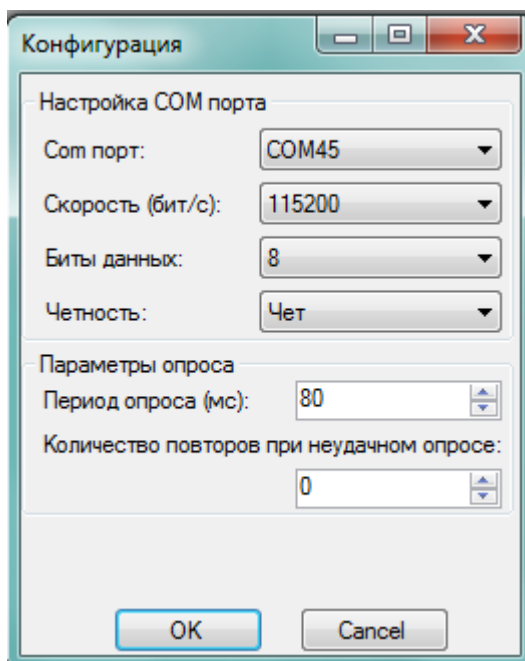 Конфигурация
Настройка COM порта
Com порт: COM45
Скорость (бит/с): 115200
Биты данных: 8
Четность: Чет
Параметры опроса
Период опроса (мс): 80
Количество повторов при неудачном опросе:
0
OK Cancel